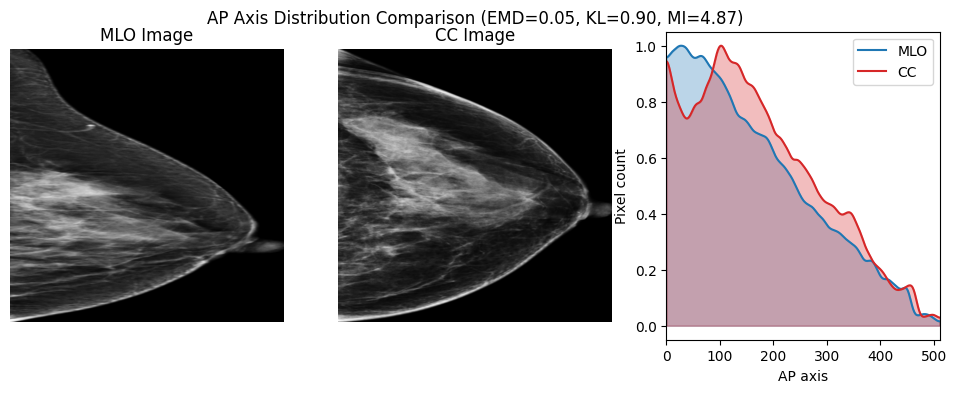 AP Axis Distribution Comparison (EMD=0.05, KL=0.90, MI=4.87)
MLO Image
CC Image
MLO
CC
Pixel count
1.0
0.8
0.6
0.4
0.2
0.0
0 100 200 300 400 500
AP axis